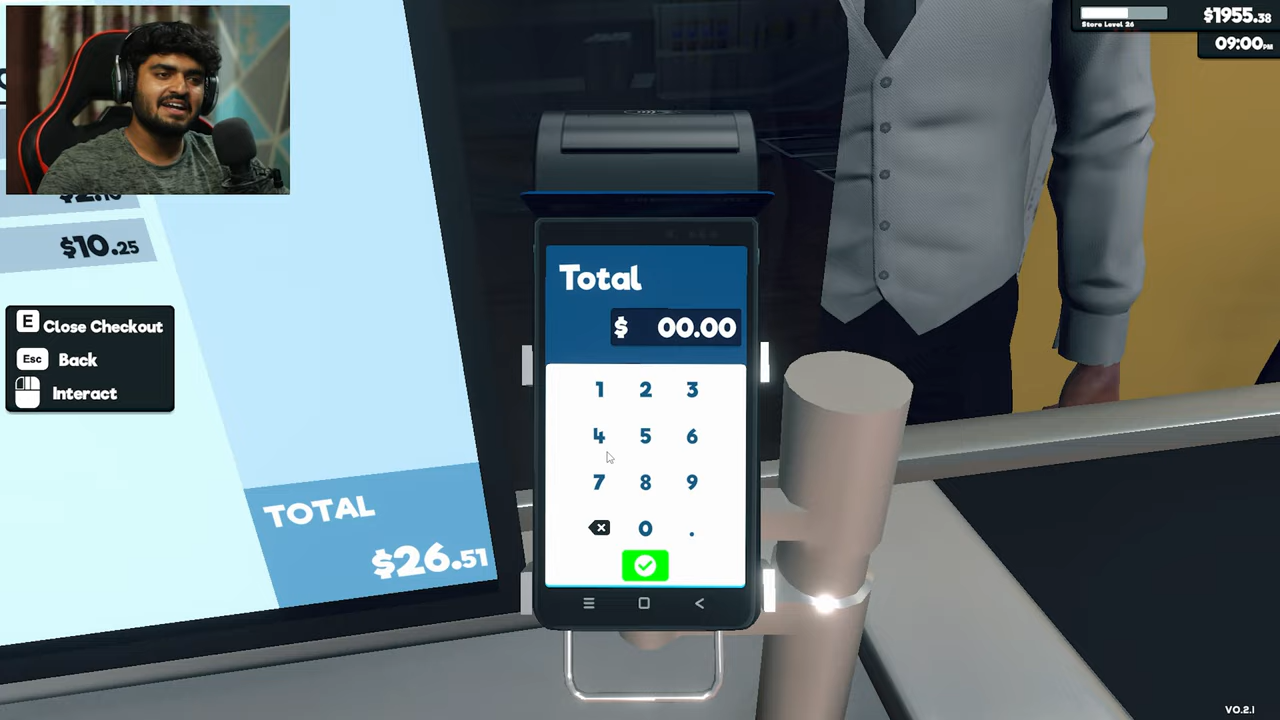 $1955.38
Store Level 26
09:00PM
$10.25
E Close Checkout
Esc Back
Interact
Total
$ 00.00
1 2 3
4 5 6
7 8 9
0 .
TOTAL
$26.51
V0.2.1